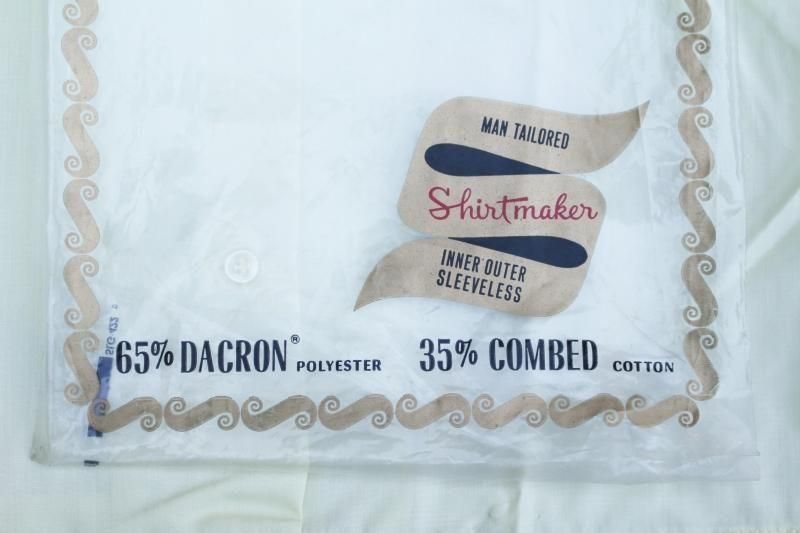 MAN TAILORED
Shirtmaker
INNER OUTER
SLEEVELESS
65% DACRON® POLYESTER 35% COMBED COTTON